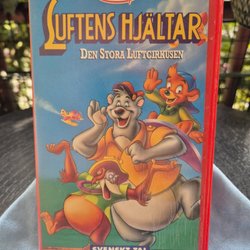 LUFTENS HJÄLTAR
DEN STORA LUFTCIRKUSEN
SVENSKT TAL